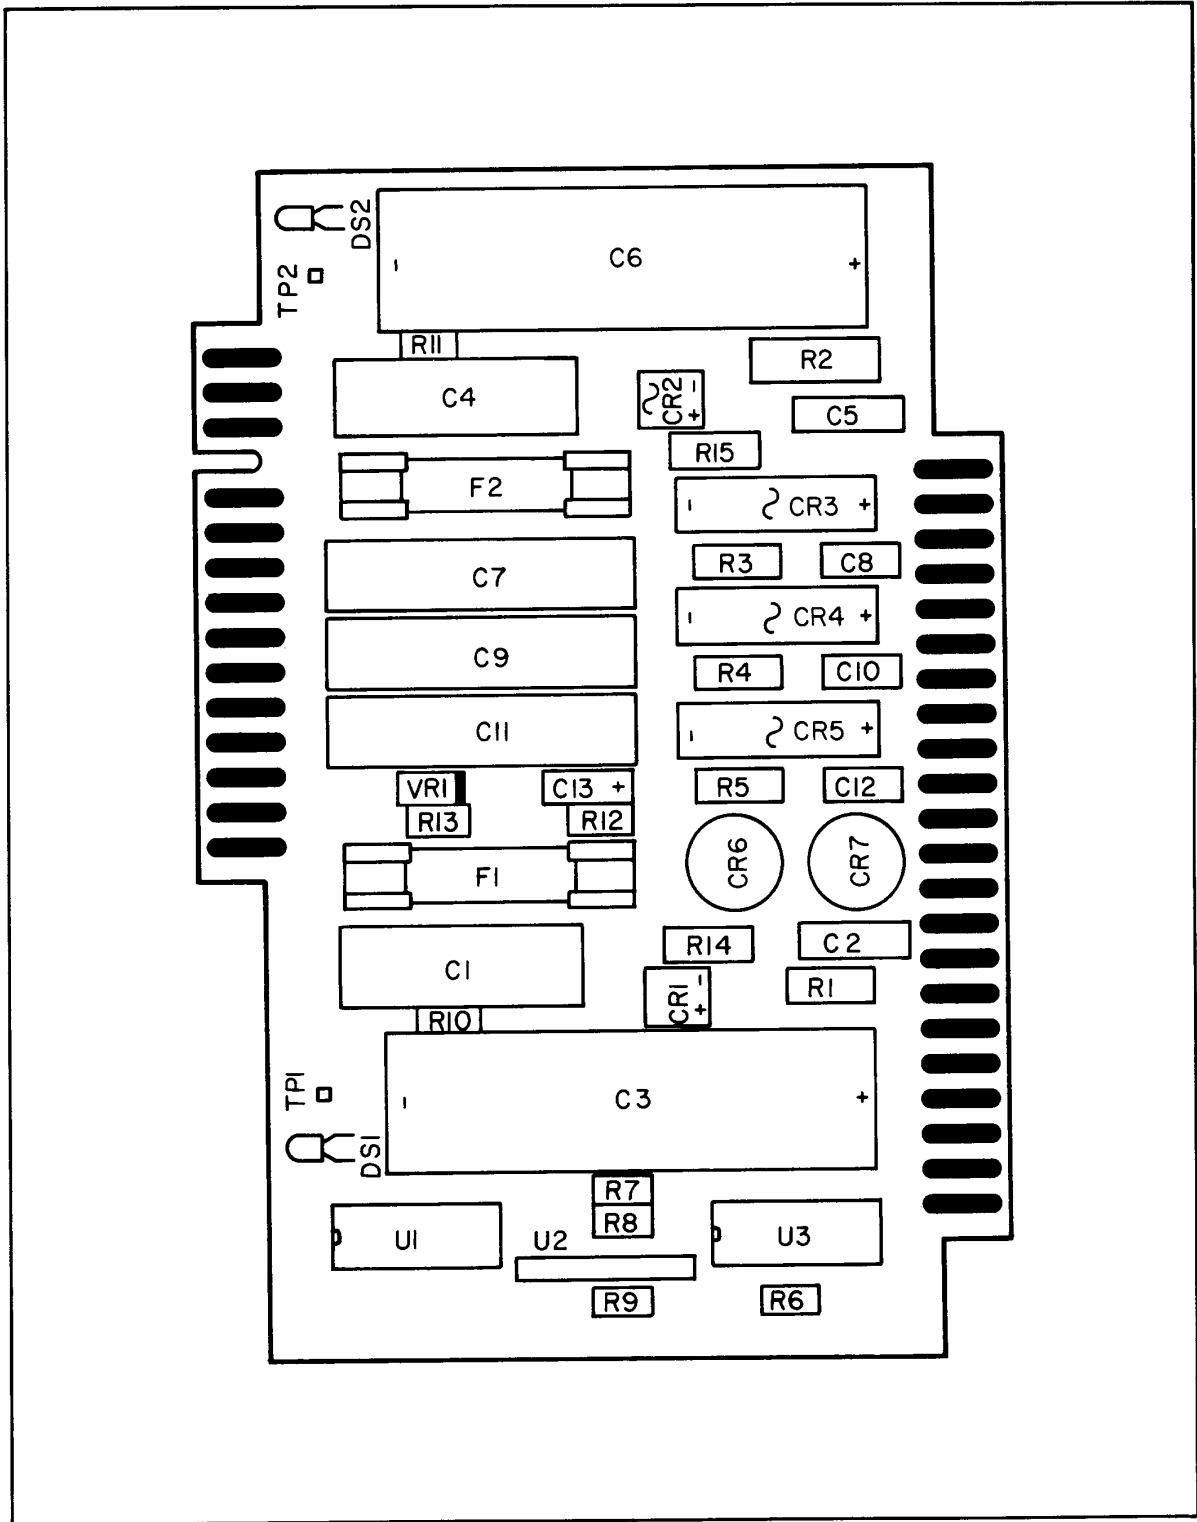 DS2
C6
- +
TP2
R11
R2
C4
CR2
+ -
C5
R15
F2
- CR3 +
R3
C8
C7
- CR4 +
C9
R4
C10
C11
- CR5 +
VR1
C13 +
R5
C12
R13
R12
CR6
CR7
F1
R14
C2
C1
CR1
+ -
R1
R10
TP1
- C3 +
DS1
R7
R8
U1
U2
U3
R9
R6